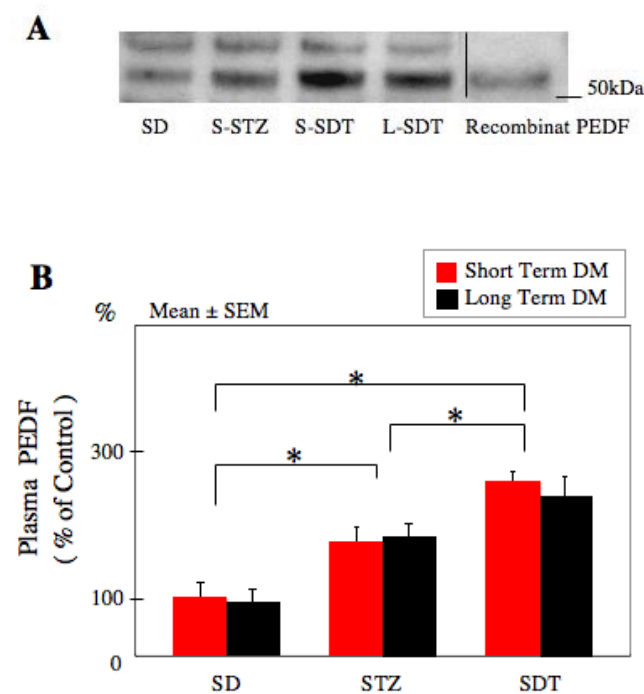 A
50kDa
SD S-STZ S-SDT L-SDT Recombinat PEDF
B
Short Term DM
Long Term DM
% Mean ± SEM
*
*
*
300
100
0
Plasma PEDF
( % of Control )
SD STZ SDT